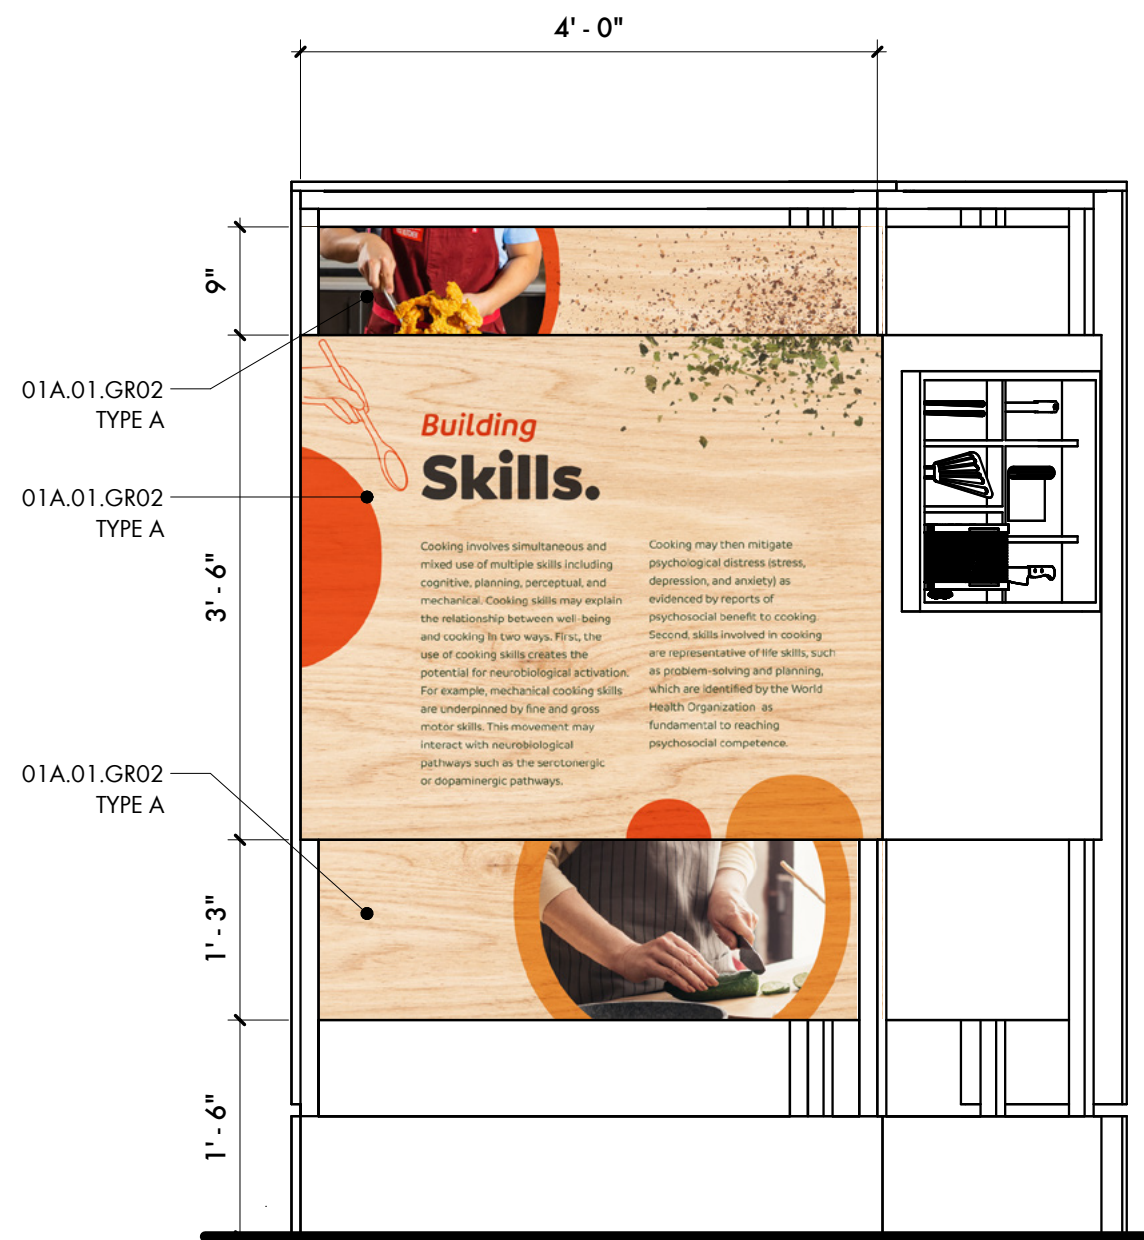 4' - 0"
9"
01A.01.GR02
TYPE A
01A.01.GR02
TYPE A
3' - 6"
01A.01.GR02
TYPE A
1' - 3"
1' - 6"
Building
Skills.
Cooking involves simultaneous and
mixed use of multiple skills including
cognitive, planning, perceptual, and
mechanical. Cooking skills may explain
the relationship between well-being
and cooking in two ways. First, the
use of cooking skills creates the
potential for neurobiological activation.
For example, mechanical cooking skills
are underpinned by fine and gross
motor skills. This movement may
interact with neurobiological
pathways such as the serotonergic
or dopaminergic pathways.
Cooking may then mitigate
psychological distress (stress,
depression, and anxiety) as
evidenced by reports of
psychosocial benefit to cooking.
Second, skills involved in cooking
are representative of life skills, such
as problem-solving and planning,
which are identified by the World
Health Organization as
fundamental to reaching
psychosocial competence.